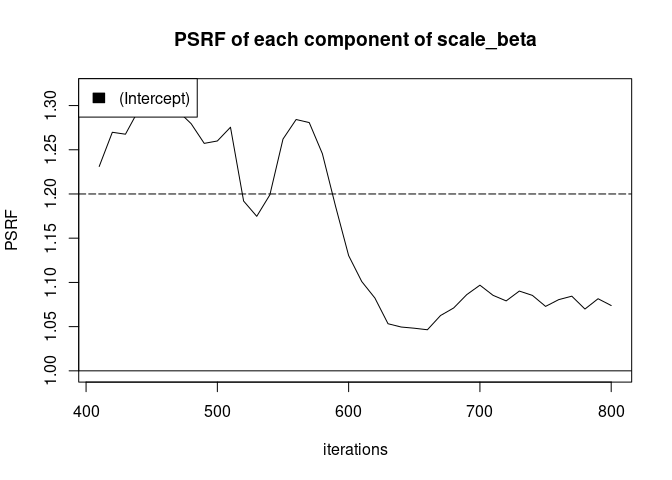 PSRF of each component of scale_beta
(Intercept)
PSRF
1.30
1.25
1.20
1.15
1.10
1.05
1.00
400 500 600 700 800
iterations